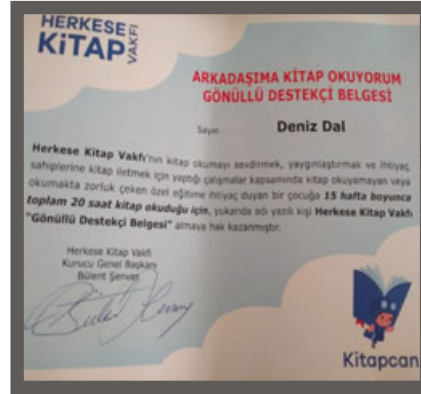 HERKESE
KiTAP
VAKFI
ARKADAŞIMA KİTAP OKUYORUM
GÖNÜLLÜ DESTEKÇİ BELGESİ
Sayın Deniz Dal
Herkese Kitap Vakfı'nın kitap okumayı sevdirmek, yaygınlaştırmak ve ihtiyaç
sahiplerine kitap iletmek için yaptığı çalışmalar kapsamında kitap okuyamayan veya
okumakta zorluk çeken özel eğitime ihtiyaç duyan bir çocuğa 15 hafta boyunca
toplam 20 saat kitap okuduğu için, yukarıda adı yazılı kişi Herkese Kitap Vakfı
"Gönüllü Destekçi Belgesi" almaya hak kazanmıştır.
Herkese Kitap Vakfı
Kurucu Genel Başkanı
Bülent Şenver
Kitapcan